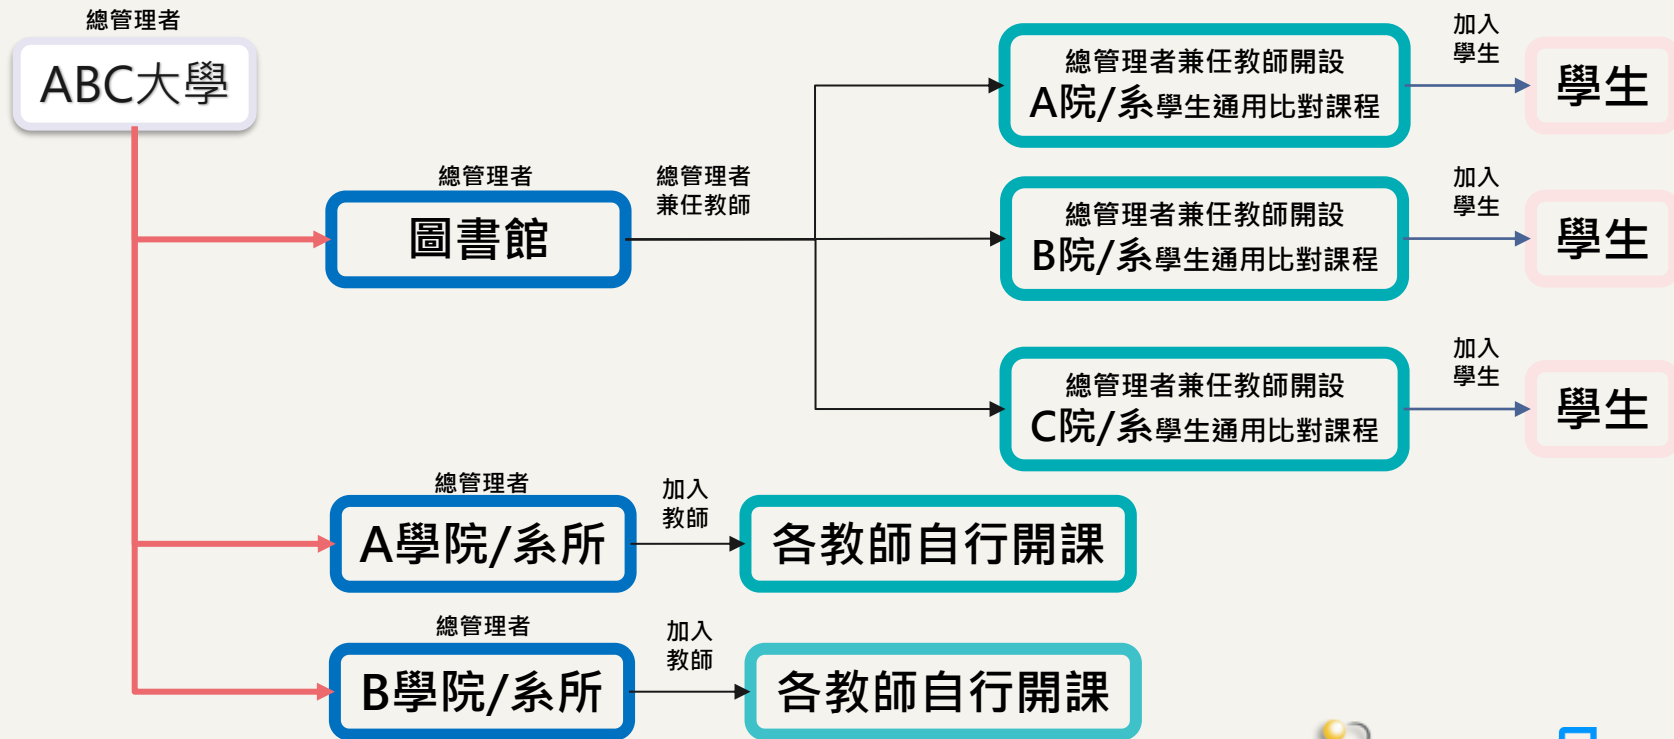 總管理者
ABC大學
總管理者
圖書館
總管理者
兼任教師
總管理者兼任教師開設
A院/系學生通用比對課程
加入
學生
學生
總管理者兼任教師開設
B院/系學生通用比對課程
加入
學生
學生
總管理者兼任教師開設
C院/系學生通用比對課程
加入
學生
學生
總管理者
A學院/系所
加入
教師
各教師自行開課
總管理者
B學院/系所
加入
教師
各教師自行開課